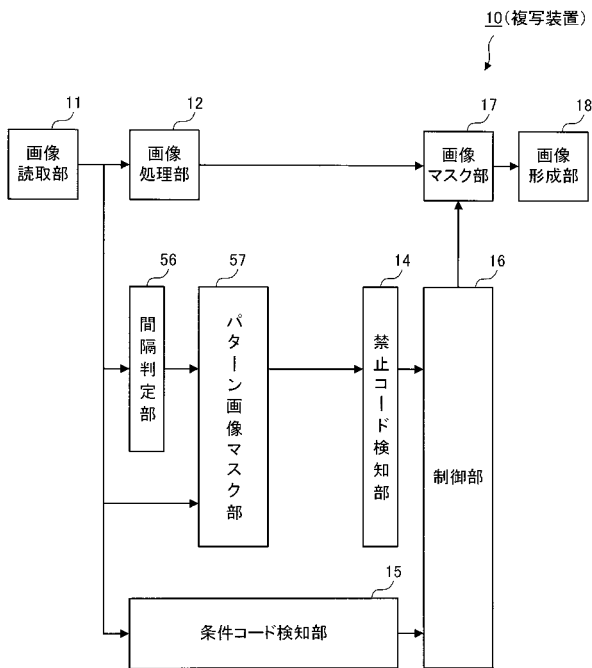 10(複写装置)
11
12
17
18
画像
読取部
画像
処理部
画像
マスク部
画像
形成部
56
57
14
16
間隔判定部
パターン画像マスク部
禁止コード検知部
制御部
15
条件コード検知部